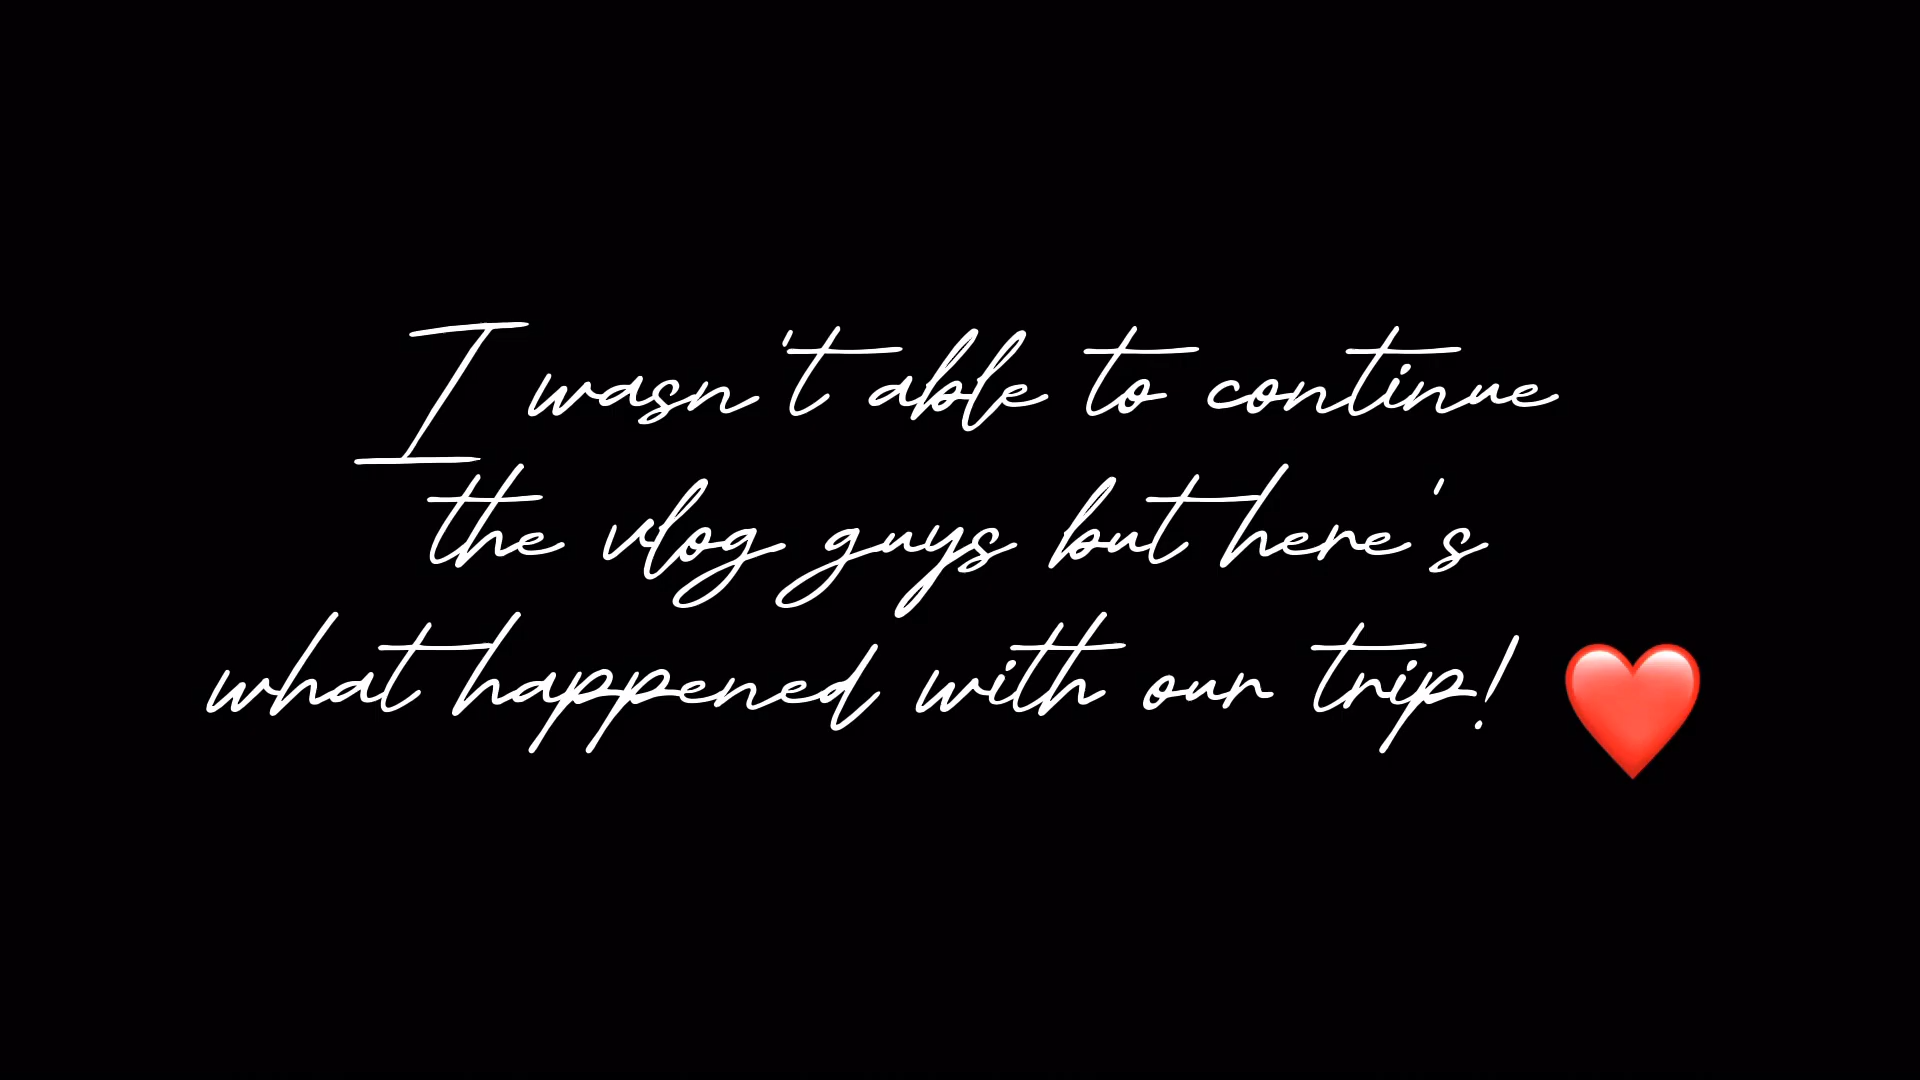 I wasn't able to continue
the vlog guys but here's
what happened with our trip! ❤️